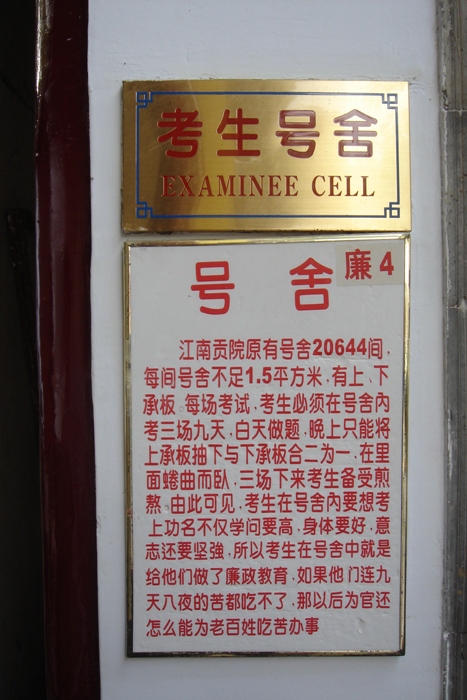 考生号舍
EXAMINEE CELL
廉4
号 舍
江南贡院原有号舍20644间，
每间号舍不足1.5平方米，有上、下
承板，每场考试，考生必须在号舍内
考三场九天，白天做题，晚上只能将
上承板抽下与下承板合二为一，在里
面蜷曲而卧，三场下来考生备受煎
熬，由此可见，考生在号舍内要想考
上功名不仅学问要高，身体要好，意
志还要坚強，所以考生在号舍中就是
给他们做了廉政教育，如果他门连九
天八夜的苦都吃不了，那以后为官还
怎么能为老百姓吃苦办事